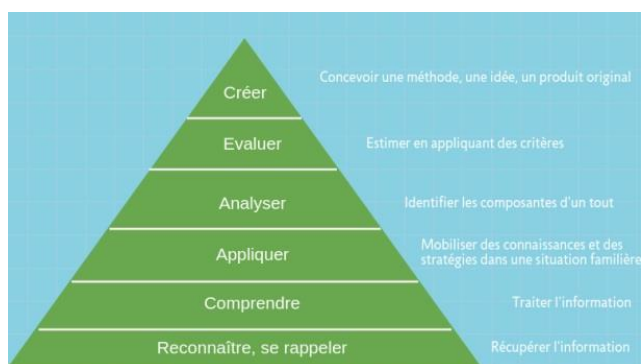 Créer
Concevoir une méthode, une idée, un produit original
Evaluer
Estimer en appliquant des critères
Analyser
Identifier les composantes d'un tout
Appliquer
Mobiliser des connaissances et des
stratégies dans une situation familière
Comprendre
Traiter l'information
Reconnaître, se rappeler
Récupérer l'information